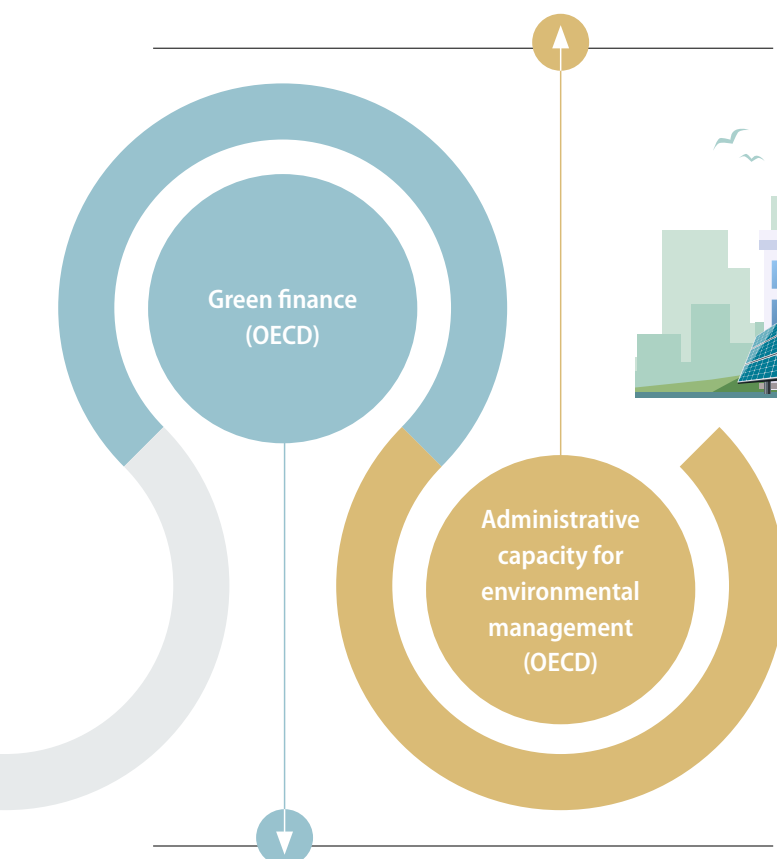 Green finance
(OECD)
Administrative
capacity for
environmental
management
(OECD)